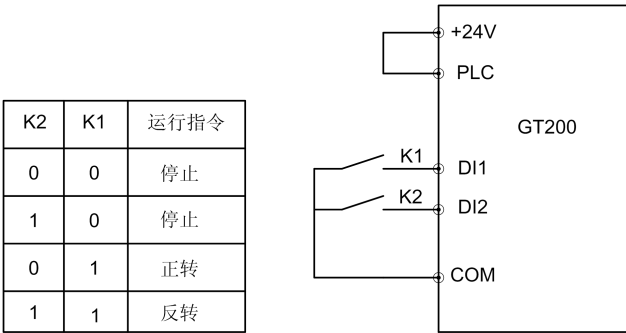 K2 K1 运行指令
0 0 停止
1 0 停止
0 1 正转
1 1 反转
+24V
PLC
GT200
K1 DI1
K2 DI2
COM